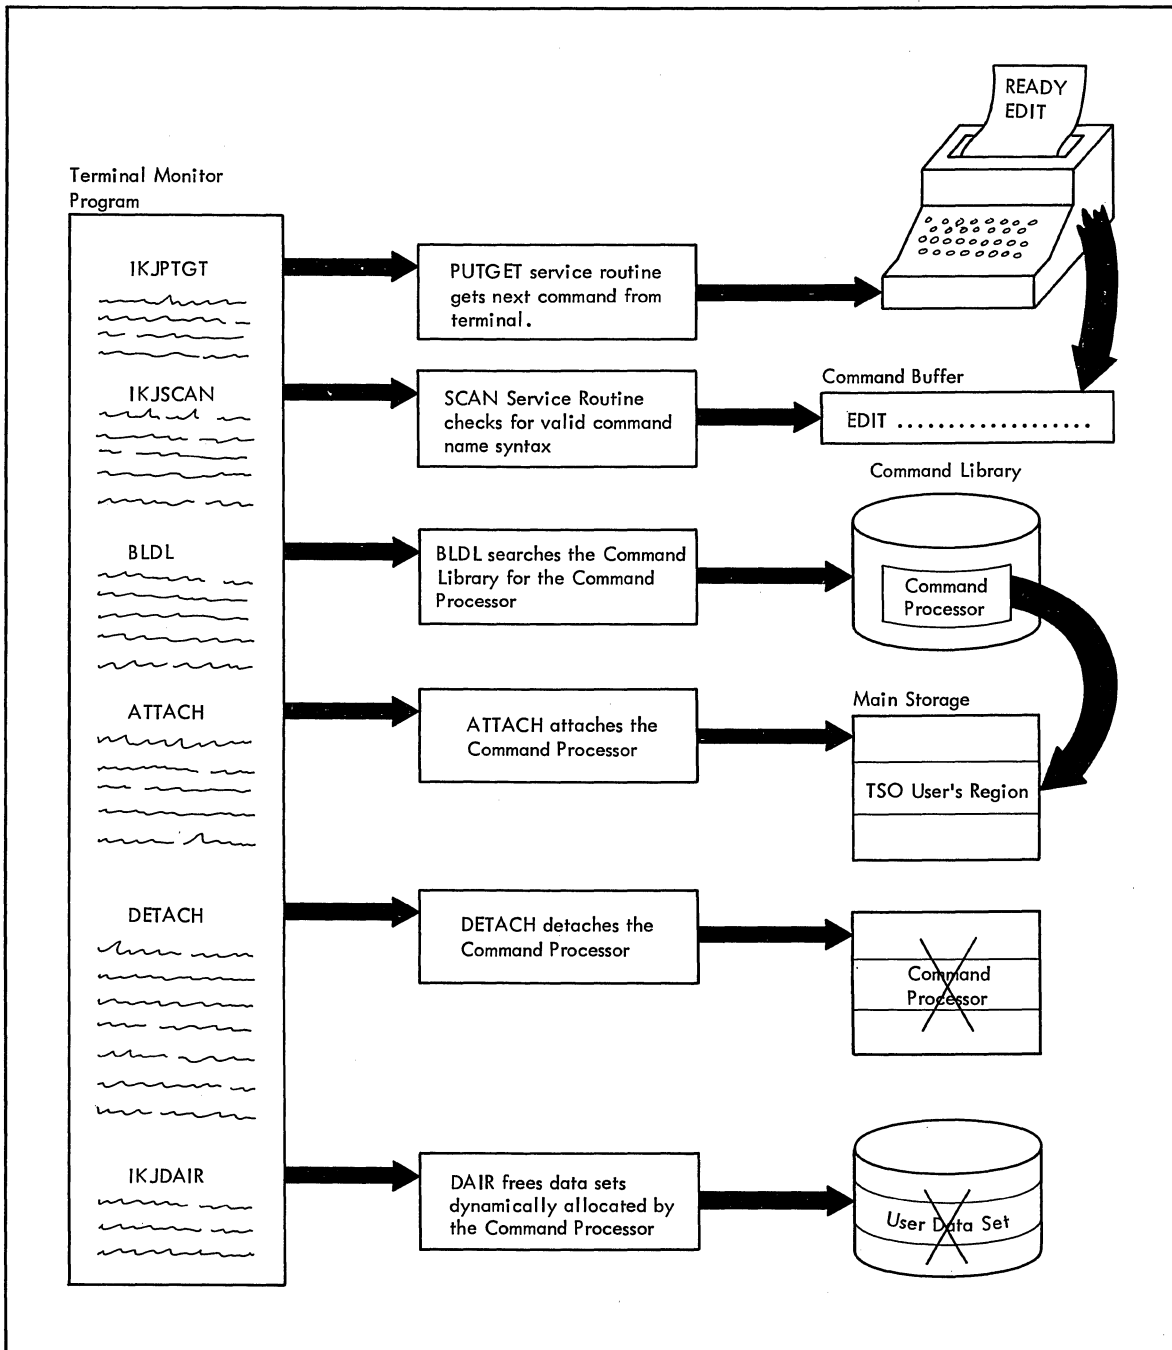 READY
EDIT
Terminal Monitor
Program
IKJPTGT
PUTGET service routine
gets next command from
terminal.
IKJSCAN
SCAN Service Routine
checks for valid command
name syntax
Command Buffer
EDIT ...................
Command Library
BLDL
BLDL searches the Command
Library for the Command
Processor
Command
Processor
ATTACH
ATTACH attaches the
Command Processor
Main Storage
TSO User's Region
DETACH
DETACH detaches the
Command Processor
Command
Processor
IKJDAIR
DAIR frees data sets
dynamically allocated by
the Command Processor
User Data Set